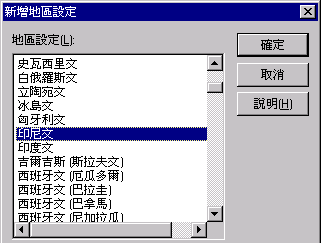 新增地區設定
地區設定(L):
史瓦西里文
白俄羅斯文
立陶宛文
冰島文
匈牙利文
印尼文
印度文
吉爾吉斯 (斯拉夫文)
西班牙文 (厄瓜多爾)
西班牙文 (巴拉圭)
西班牙文 (巴拿馬)
西班牙文 (尼加拉瓜)
確定
取消
說明(H)